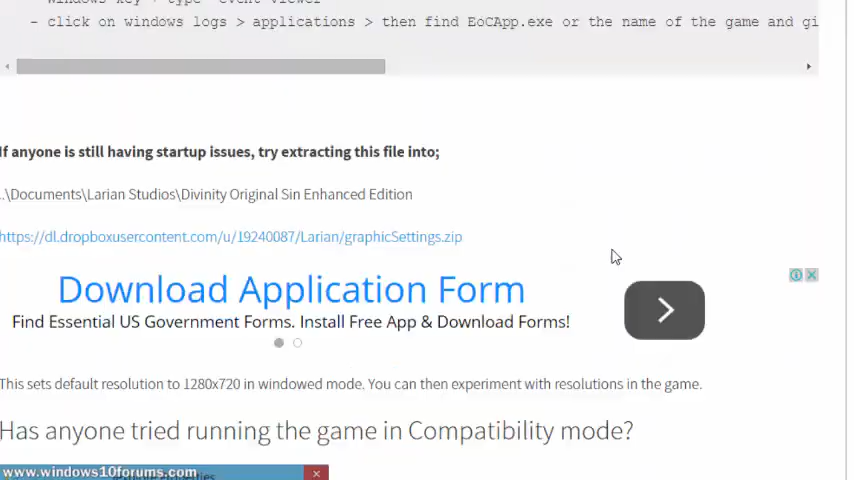 windows key + type
- click on windows logs > applications > then find EoCApp.exe or the name of the game and gi
If anyone is still having startup issues, try extracting this file into;
..\Documents\Larian Studios\Divinity Original Sin Enhanced Edition
https://dl.dropboxusercontent.com/u/19240087/Larian/graphicSettings.zip
Download Application Form
Find Essential US Government Forms. Install Free App & Download Forms!
This sets default resolution to 1280x720 in windowed mode. You can then experiment with resolutions in the game.
Has anyone tried running the game in Compatibility mode?
www.windows10forums.com